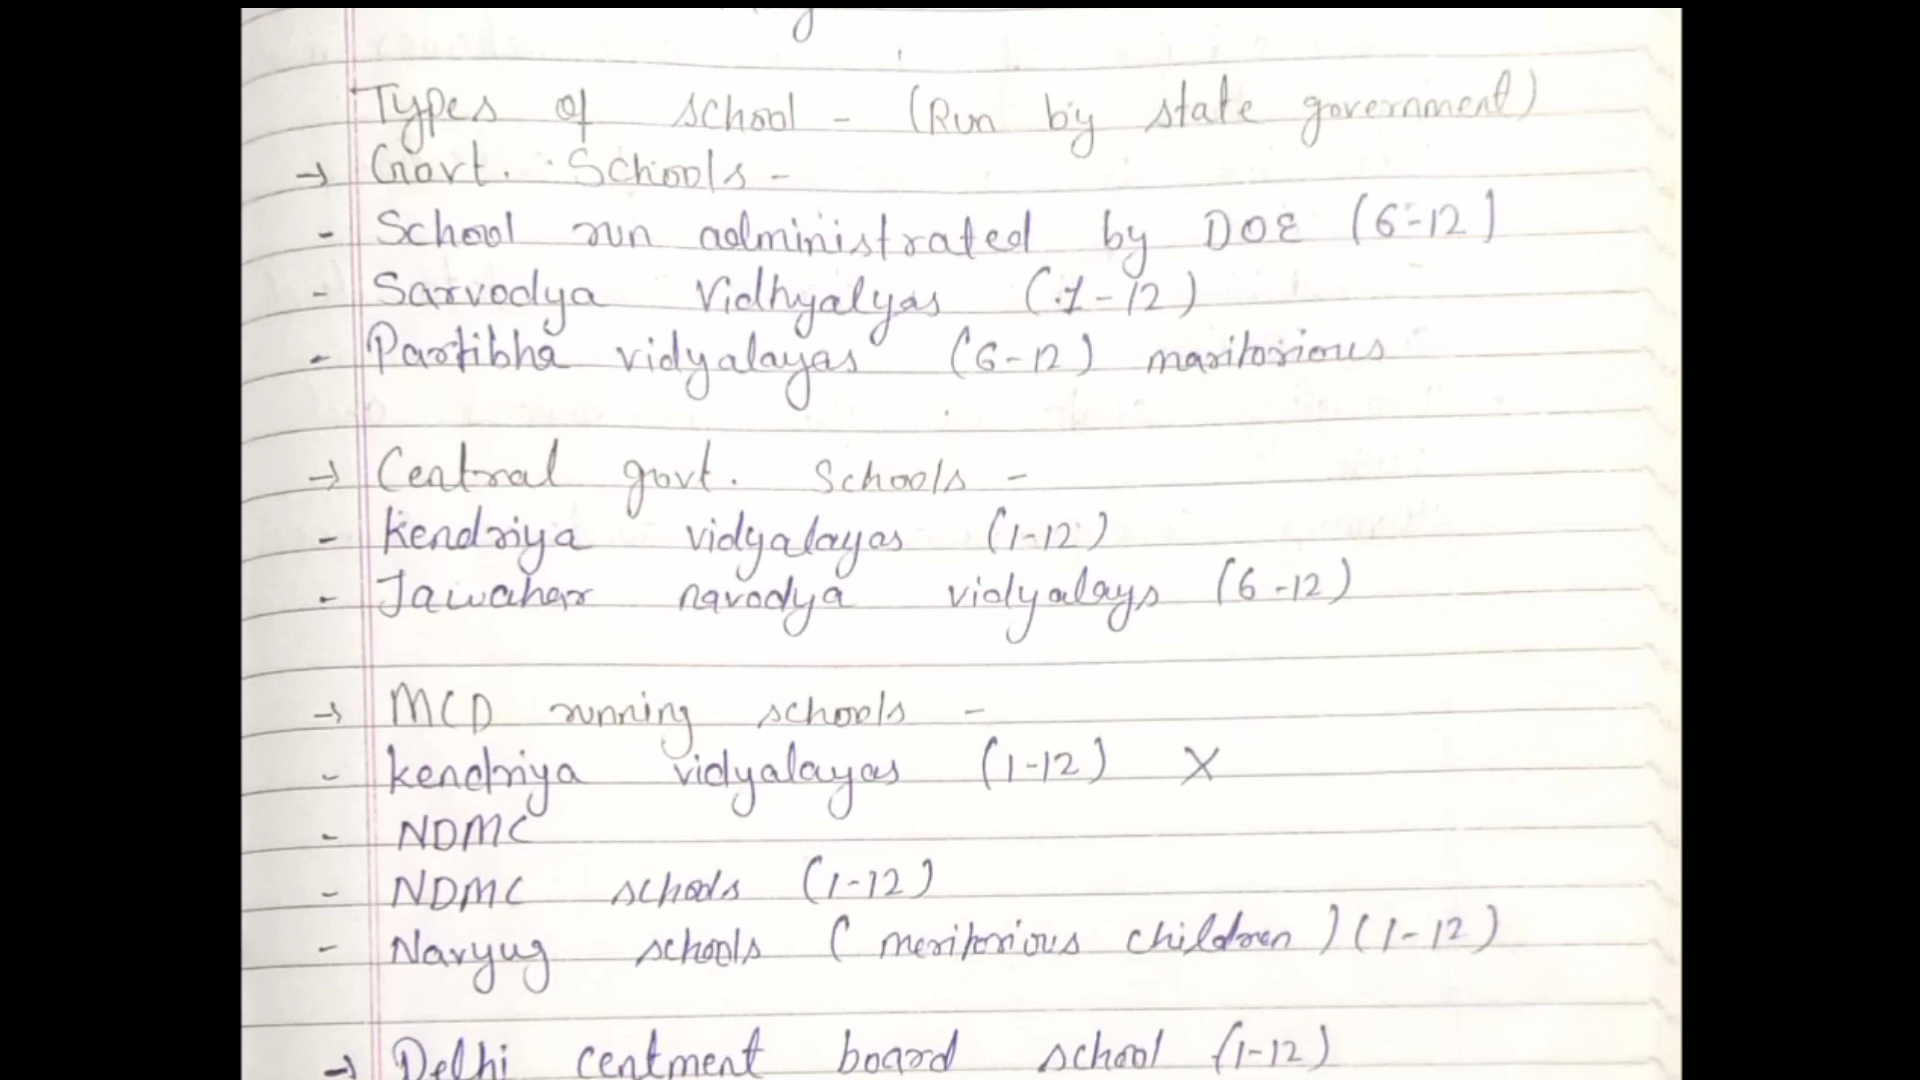 Types of school - (Run by state government)
→ Govt. Schools -
- School run administrated by DOE (6-12)
- Sarvodya Vidhyalyas (1-12)
- Partibha vidyalayas (6-12) maritorious
→ Central govt. Schools -
- kendriya vidyalayas (1-12)
- Jawahar navodya vidyalays (6-12)
→ MCD running schools -
- kendriya vidyalayas (1-12) X
- NDMC
- NDMC schools (1-12)
- Navyug schools (meritorious children) (1-12)
→ Delhi centment board school (1-12)